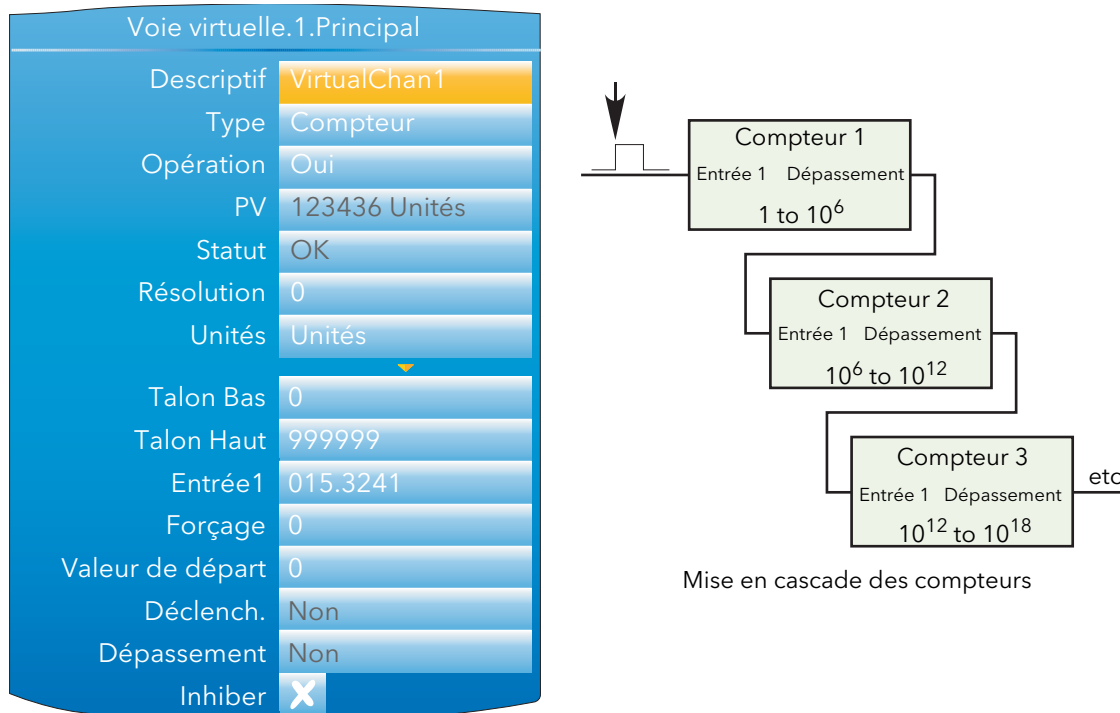 Voie virtuelle.1.Principal
Descriptif VirtualChan1
Type Compteur
Opération Oui
PV 123436 Unités
Statut OK
Résolution 0
Unités Unités
Talon Bas 0
Talon Haut 999999
Entrée1 015.3241
Forçage 0
Valeur de départ 0
Déclench. Non
Dépassement Non
Inhiber
Compteur 1
Entrée 1 Dépassement
1 to 10⁶
Compteur 2
Entrée 1 Dépassement
10⁶ to 10¹²
Compteur 3
Entrée 1 Dépassement
etc
10¹² to 10¹⁸
Mise en cascade des compteurs